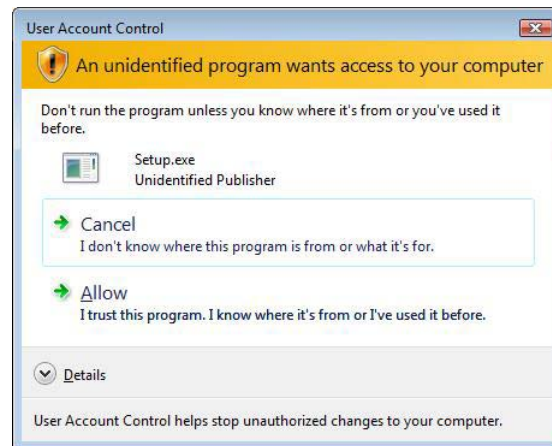 User Account Control
An unidentified program wants access to your computer
Don't run the program unless you know where it's from or you've used it
before.
Setup.exe
Unidentified Publisher
Cancel
I don't know where this program is from or what it's for.
Allow
I trust this program. I know where it's from or I've used it before.
Details
User Account Control helps stop unauthorized changes to your computer.